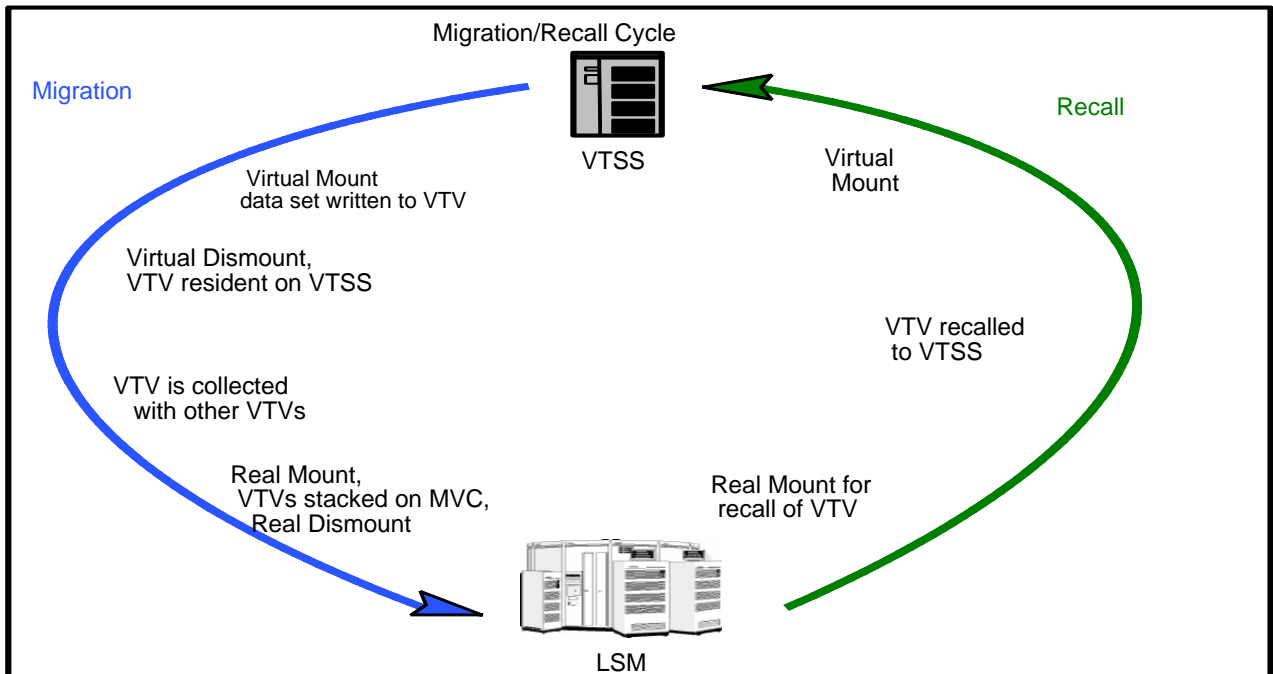 Migration/Recall Cycle
Migration
Recall
VTSS
Virtual Mount
data set written to VTV
Virtual Dismount,
VTV resident on VTSS
VTV is collected
with other VTVs
Real Mount,
VTVs stacked on MVC,
Real Dismount
LSM
Real Mount for
recall of VTV
VTV recalled
to VTSS
Virtual
Mount